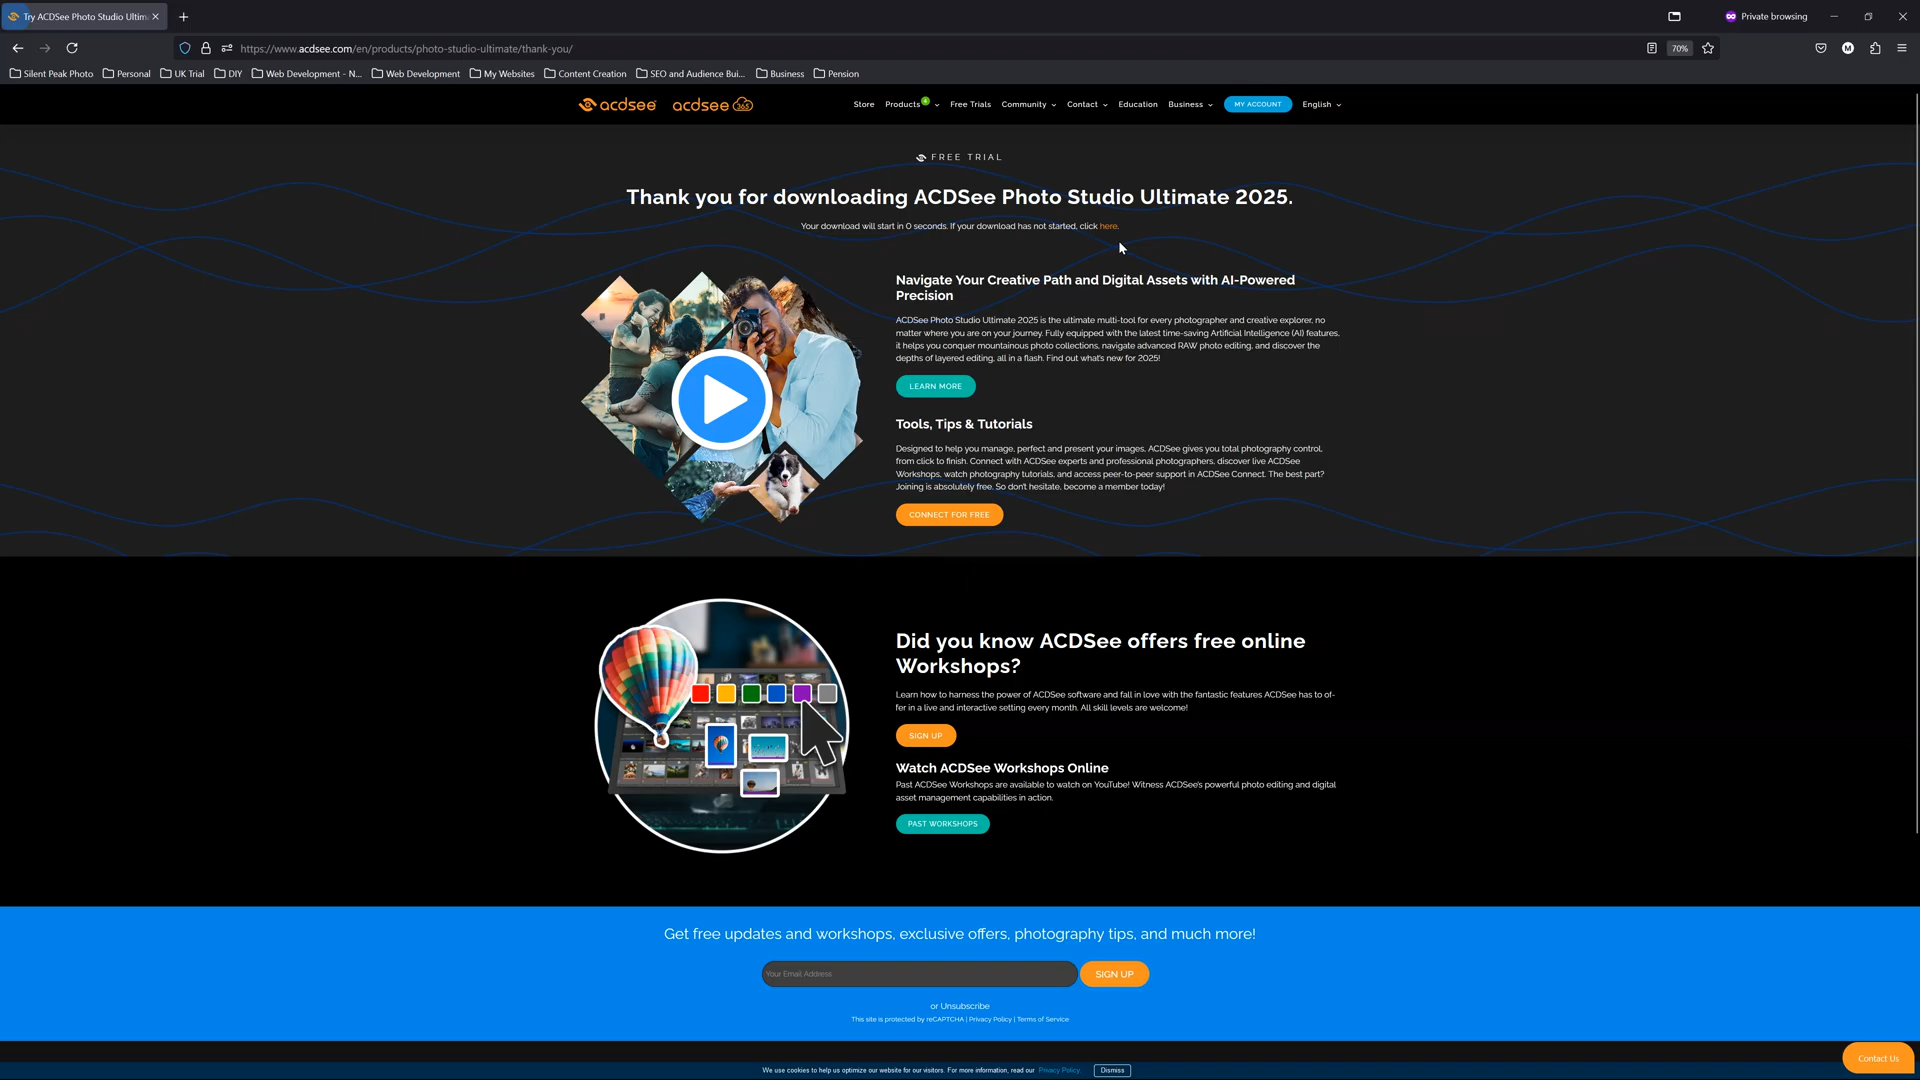 Try ACDSee Photo Studio Ultim
Private browsing
https://www.acdsee.com/en/products/photo-studio-ultimate/thank-you/
70%
M
Silent Peak Photo
Personal
UK Trial
DIY
Web Development - N...
Web Development
My Websites
Content Creation
SEO and Audience Bui...
Business
Pension
acdsee
acdsee 365
Store
Products
Free Trials
Community
Contact
Education
Business
MY ACCOUNT
English
FREE TRIAL
Thank you for downloading ACDSee Photo Studio Ultimate 2025.
Your download will start in 0 seconds. If your download has not started, click here.
Navigate Your Creative Path and Digital Assets with AI-Powered
Precision
ACDSee Photo Studio Ultimate 2025 is the ultimate multi-tool for every photographer and creative explorer, no
matter where you are on your journey. Fully equipped with the latest time-saving Artificial Intelligence (AI) features,
it helps you conquer mountainous photo collections, navigate advanced RAW photo editing, and discover the
depths of layered editing, all in a flash. Find out what's new for 2025!
LEARN MORE
Tools, Tips & Tutorials
Designed to help you manage, perfect and present your images, ACDSee gives you total photography control,
from click to finish. Connect with ACDSee experts and professional photographers, discover live ACDSee
Workshops, watch photography tutorials, and access peer-to-peer support in ACDSee Connect. The best part?
Joining is absolutely free. So don't hesitate, become a member today!
CONNECT FOR FREE
Did you know ACDSee offers free online
Workshops?
Learn how to harness the power of ACDSee software and fall in love with the fantastic features ACDSee has to of-
fer in a live and interactive setting every month. All skill levels are welcome!
SIGN UP
Watch ACDSee Workshops Online
Past ACDSee Workshops are available to watch on YouTube! Witness ACDSee's powerful photo editing and digital
asset management capabilities in action.
PAST WORKSHOPS
Get free updates and workshops, exclusive offers, photography tips, and much more!
Your Email Address
SIGN UP
or Unsubscribe
This site is protected by reCAPTCHA | Privacy Policy | Terms of Service
Contact Us
We use cookies to help us optimize our website for our visitors. For more information, read our Privacy Policy.
Dismiss